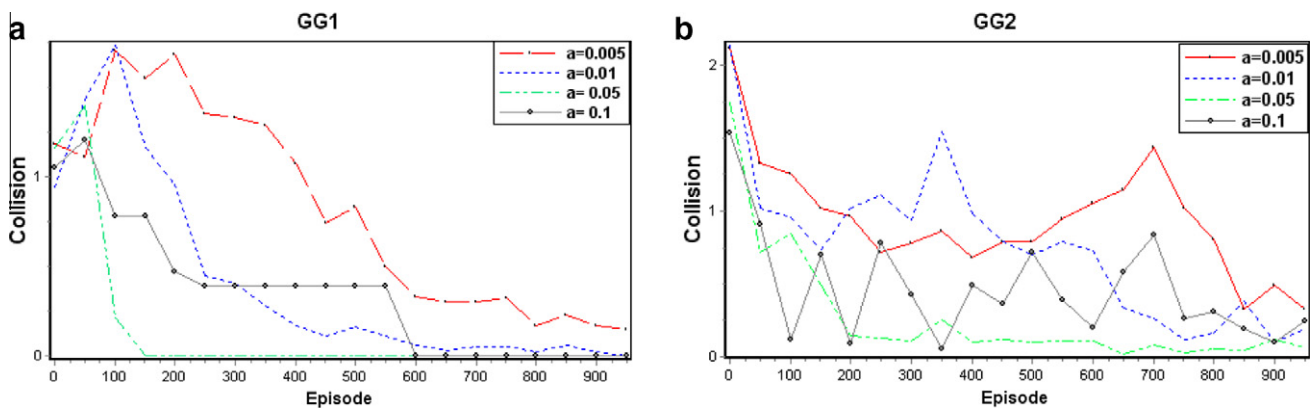 a
GG1
a=0.005
a=0.01
a= 0.05
a= 0.1
Collision
1
0
0 100 200 300 400 500 600 700 800 900
Episode
b
GG2
a=0.005
a=0.01
a=0.05
a=0.1
Collision
2
1
0
0 100 200 300 400 500 600 700 800 900
Episode